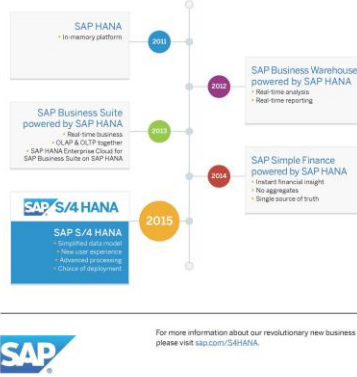 SAP HANA
• In-memory platform
2011
2012
SAP Business Warehouse
powered by SAP HANA
• Real-time analysis
• Real-time reporting
SAP Business Suite
powered by SAP HANA
• Real-time business
• OLAP & OLTP together
• SAP HANA Enterprise Cloud for
SAP Business Suite on SAP HANA
2013
2014
SAP Simple Finance
powered by SAP HANA
• Instant financial insight
• No aggregates
• Single source of truth
SAP S/4 HANA
2015
SAP S/4 HANA
• Simplified data model
• New user experience
• Advanced processing
• Choice of deployment
SAP
For more information about our revolutionary new business
please visit sap.com/S4HANA.